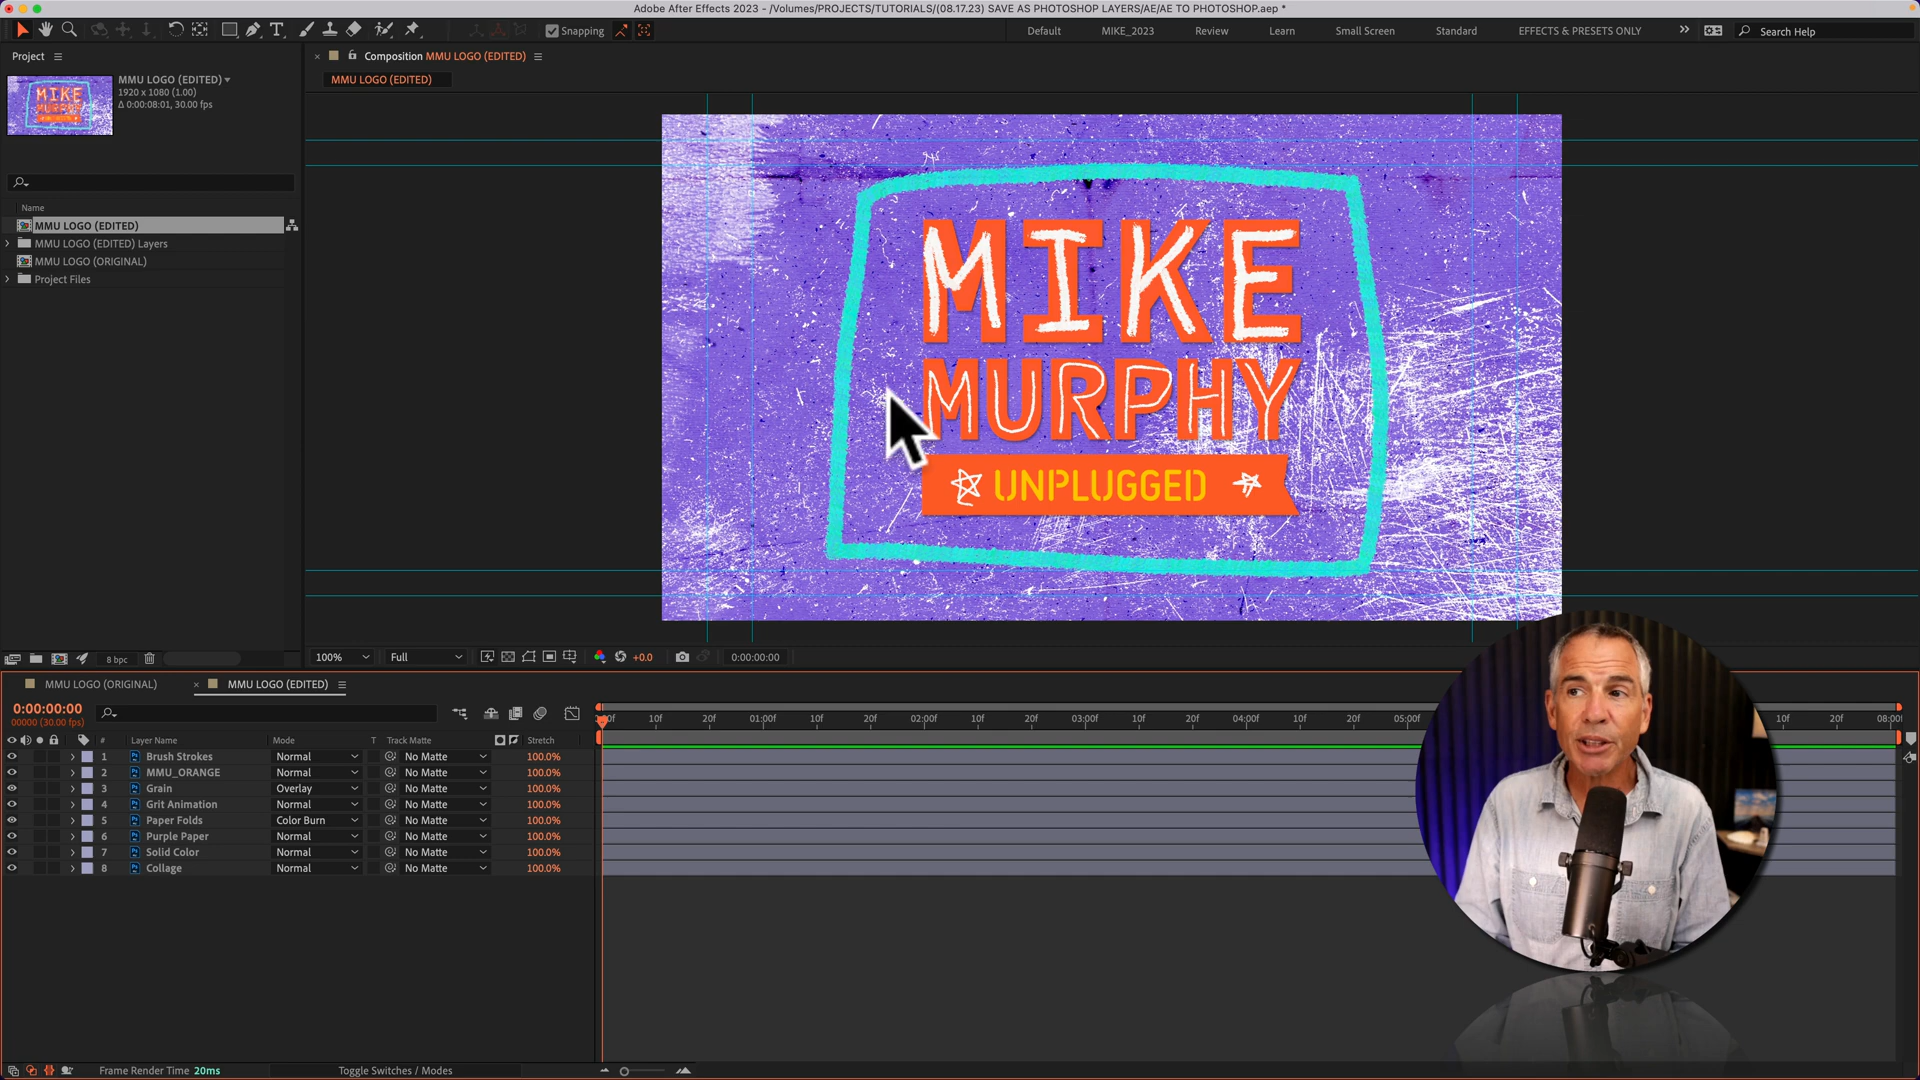 Adobe After Effects 2023 - /Volumes/PROJECTS/TUTORIALS/(08.17.23) SAVE AS PHOTOSHOP LAYERS/AE/AE TO PHOTOSHOP.aep *
Snapping
Default
MIKE_2023
Review
Learn
Small Screen
Standard
EFFECTS & PRESETS ONLY
Search Help
Project
Composition MMU LOGO (EDITED)
MMU LOGO (EDITED)
MMU LOGO (EDITED)
1920 x 1080 (1.00)
Δ 0:00:08:01, 30.00 fps
Name
MMU LOGO (EDITED)
MMU LOGO (EDITED) Layers
MMU LOGO (ORIGINAL)
Project Files
MIKE
MURPHY
UNPLUGGED
8 bpc
100%
Full
+0.0
0:00:00:00
MMU LOGO (ORIGINAL)
MMU LOGO (EDITED)
0:00:00:00
00000 (30.00 fps)
10f 20f 01:00f 10f 20f 02:00f 10f 20f 03:00f 10f 20f 04:00f 10f 20f 05:00f 10f 20f 08:00f
# Layer Name Mode T Track Matte Stretch
1 Brush Strokes Normal No Matte 100.0%
2 MMU_ORANGE Normal No Matte 100.0%
3 Grain Overlay No Matte 100.0%
4 Grit Animation Normal No Matte 100.0%
5 Paper Folds Color Burn No Matte 100.0%
6 Purple Paper Normal No Matte 100.0%
7 Solid Color Normal No Matte 100.0%
8 Collage Normal No Matte 100.0%
Frame Render Time 20ms
Toggle Switches / Modes